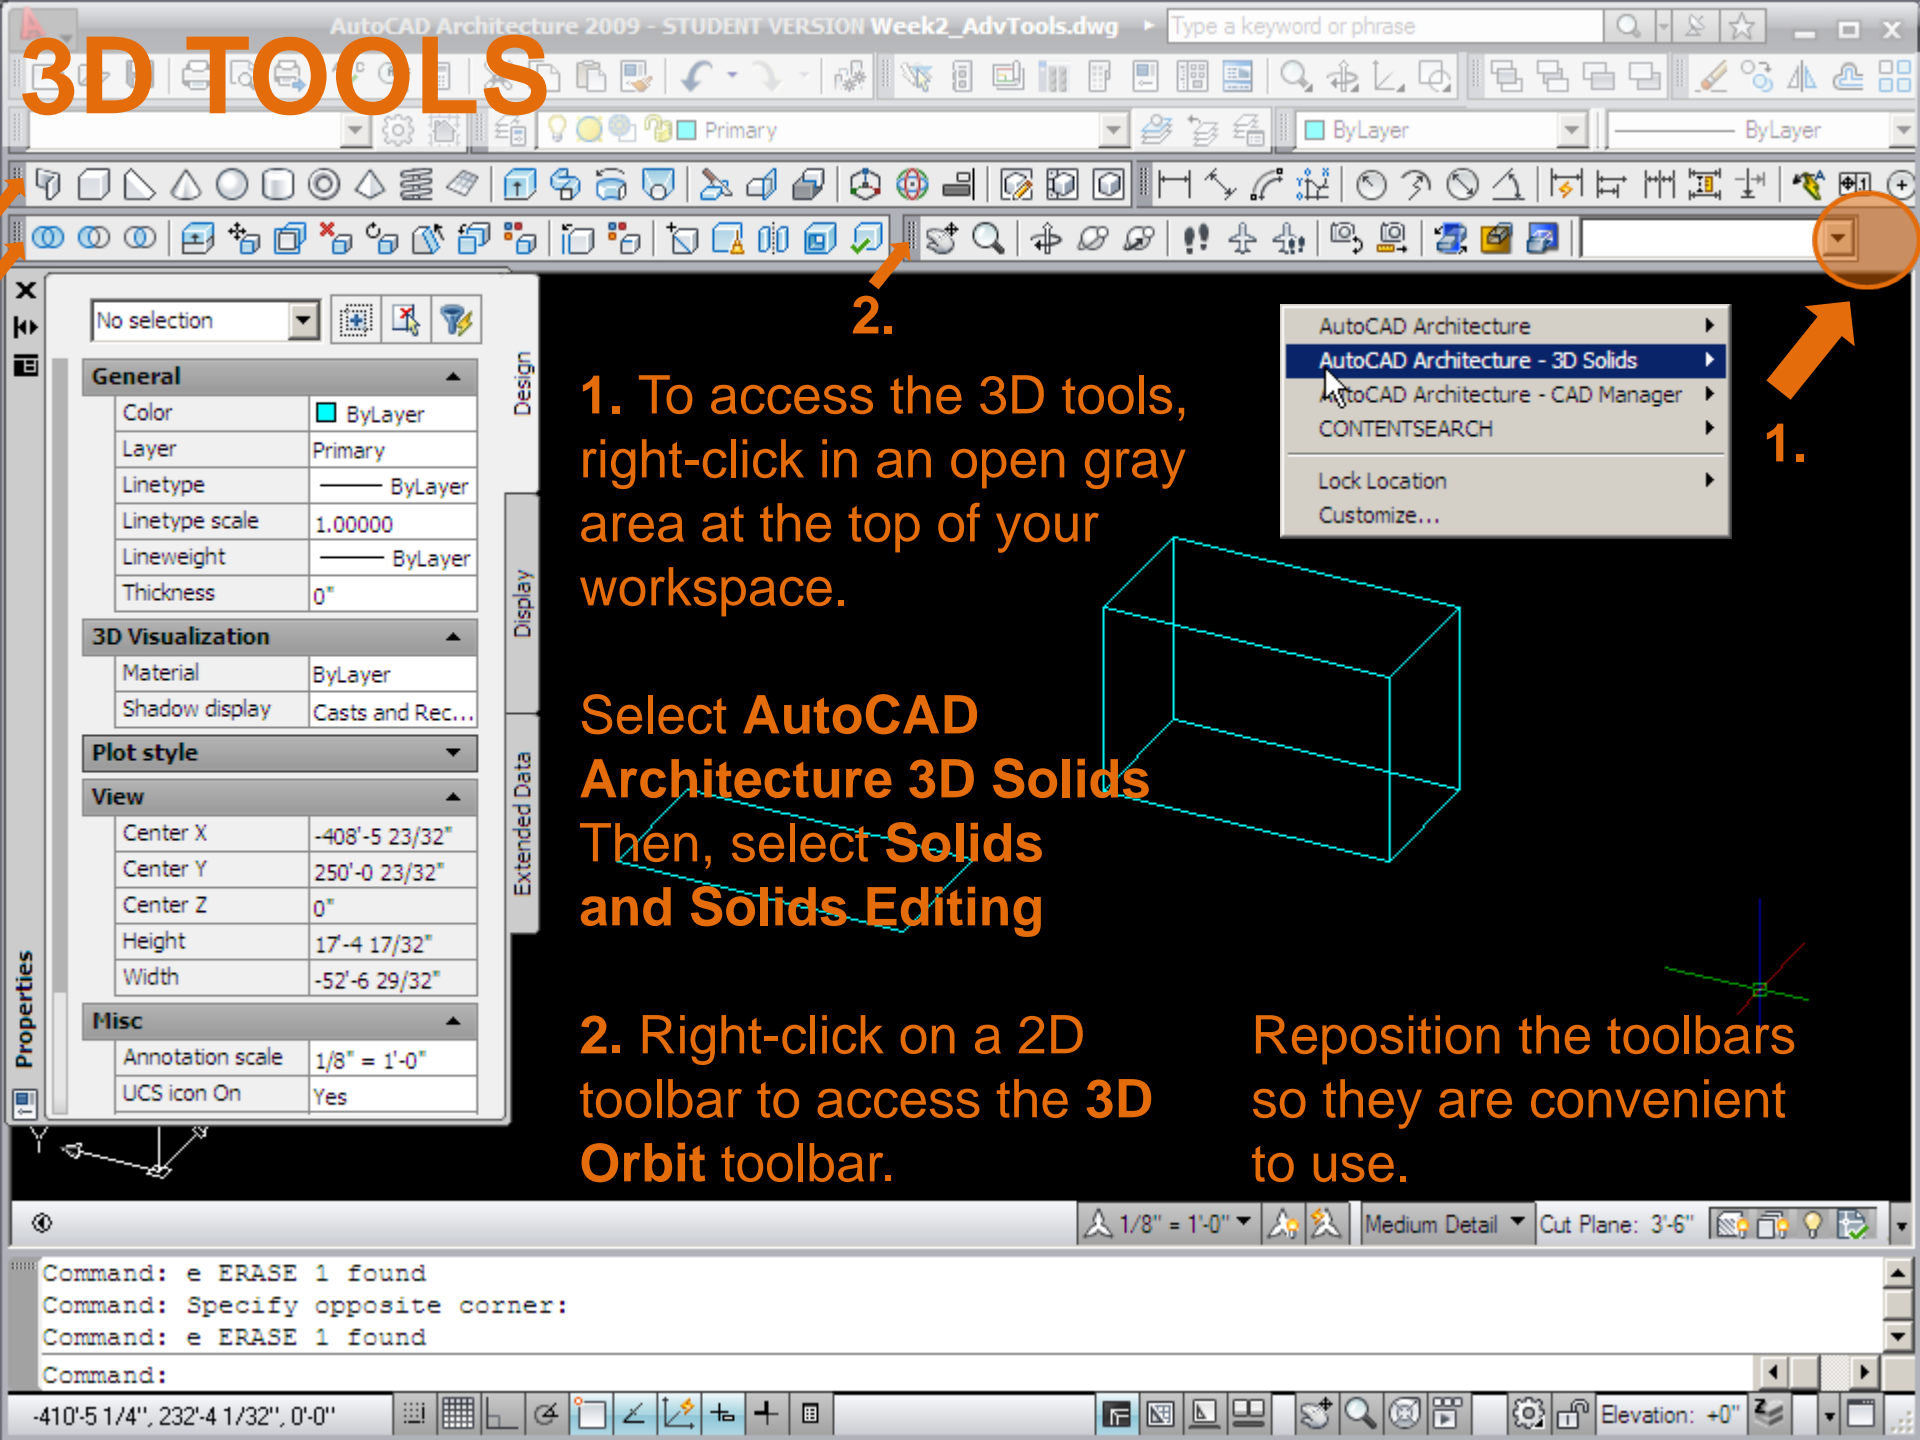 AutoCAD Architecture 2009 - STUDENT VERSION Week2_AdvTools.dwg
Type a keyword or phrase
3D TOOLS
Primary
ByLayer
ByLayer
No selection
General
Color ByLayer
Layer Primary
Linetype ByLayer
Linetype scale 1.00000
Lineweight ByLayer
Thickness 0"
3D Visualization
Material ByLayer
Shadow display Casts and Rec...
Plot style
View
Center X -408'-5 23/32"
Center Y 250'-0 23/32"
Center Z 0"
Height 17'-4 17/32"
Width -52'-6 29/32"
Misc
Annotation scale 1/8" = 1'-0"
UCS icon On Yes
Design
Display
Extended Data
Properties
2.
1. To access the 3D tools,
right-click in an open gray
area at the top of your
workspace.
Select AutoCAD
Architecture 3D Solids
Then, select Solids
and Solids Editing
2. Right-click on a 2D
toolbar to access the 3D
Orbit toolbar.
AutoCAD Architecture
AutoCAD Architecture - 3D Solids
AutoCAD Architecture - CAD Manager
CONTENTSEARCH
Lock Location
Customize...
1.
Reposition the toolbars
so they are convenient
to use.
Y
1/8" = 1'-0" Medium Detail Cut Plane: 3'-6"
Command: e ERASE 1 found
Command: Specify opposite corner:
Command: e ERASE 1 found
Command:
-410'-5 1/4", 232'-4 1/32", 0'-0" Elevation: +0"